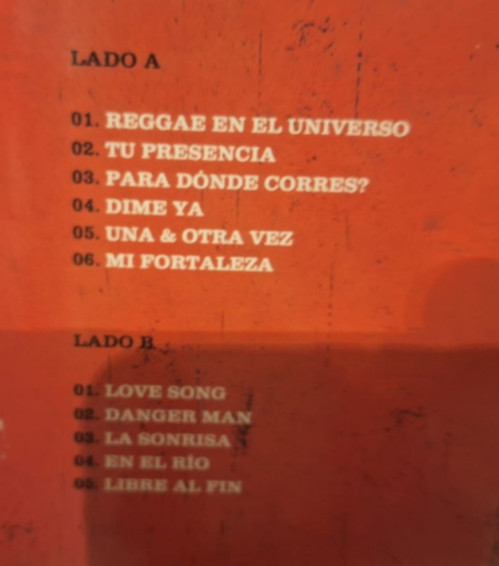 LADO A
01. REGGAE EN EL UNIVERSO
02. TU PRESENCIA
03. PARA DÓNDE CORRES?
04. DIME YA
05. UNA & OTRA VEZ
06. MI FORTALEZA
LADO B
01. LOVE SONG
02. DANGER MAN
03. LA SONRISA
04. EN EL RÍO
05. LIBRE AL FIN